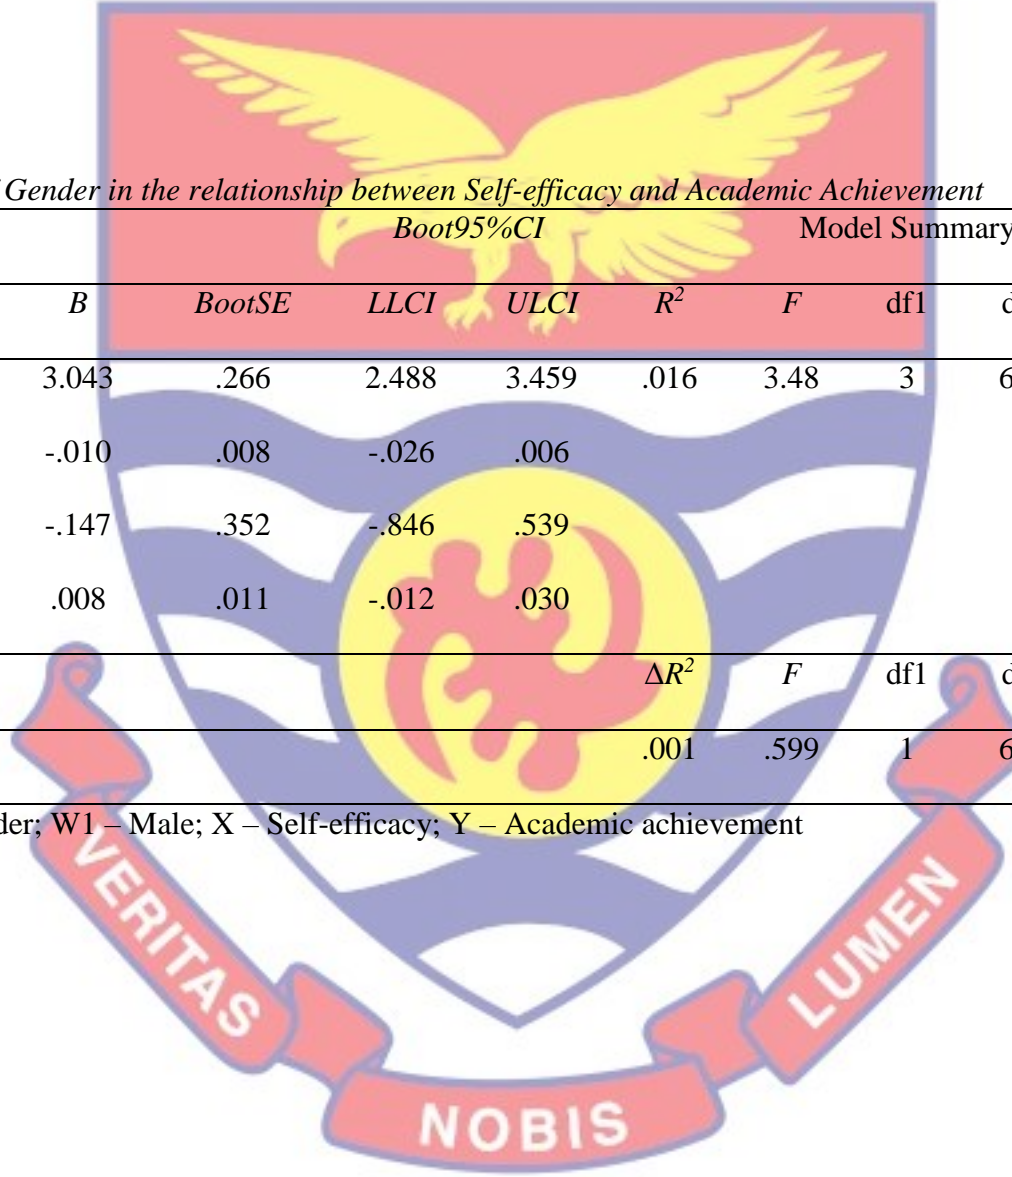 Gender in the relationship between Self-efficacy and Academic Achievement
Boot95%CI Model Summary
B BootSE LLCI ULCI R² F df1
3.043 .266 2.488 3.459 .016 3.48 3
-.010 .008 -.026 .006
-.147 .352 -.846 .539
.008 .011 -.012 .030
ΔR² F df1
.001 .599 1
W1 – Male; X – Self-efficacy; Y – Academic achievement
VERITAS
NOBIS
LUMEN